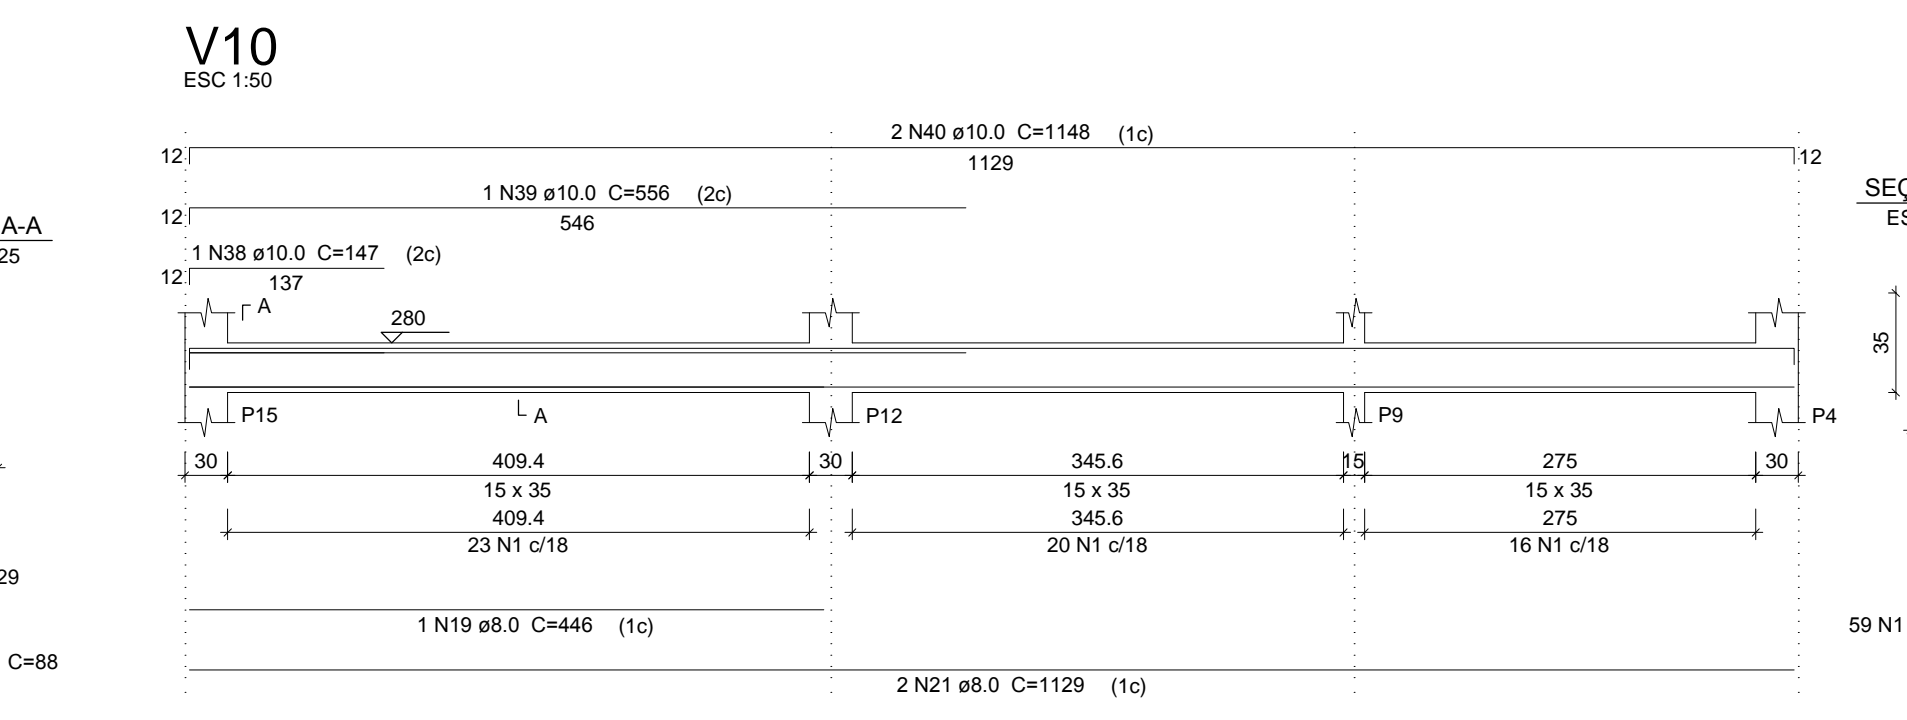 V10
ESC 1:50
2 N40 ø10.0 C=1148 (1c)
12
1129
12
1 N39 ø10.0 C=556 (2c)
12
546
A-A
25
1 N38 ø10.0 C=147 (2c)
12
137
A
280
35
P15
A
P12
P9
P4
30
409.4
30
345.6
15
275
30
15 x 35
15 x 35
15 x 35
409.4
345.6
275
23 N1 c/18
20 N1 c/18
16 N1 c/18
29
1 N19 ø8.0 C=446 (1c)
59 N1
C=88
2 N21 ø8.0 C=1129 (1c)